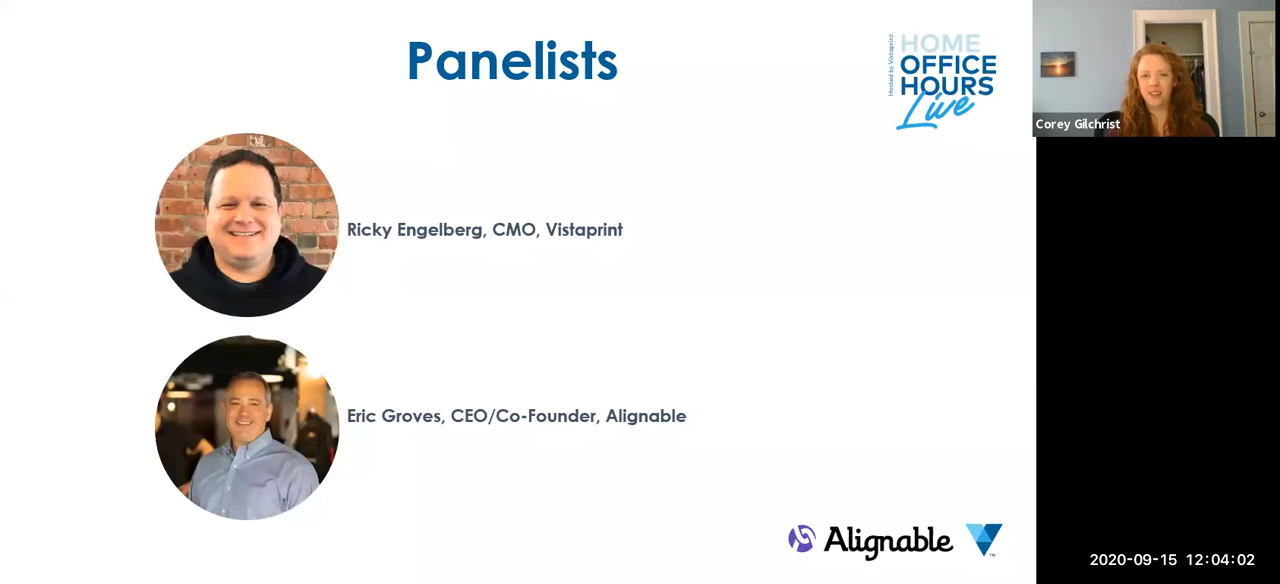 Panelists
Hosted by Vistaprint
HOME
OFFICE
HOURS
Live
Corey Gilchrist
Ricky Engelberg, CMO, Vistaprint
Eric Groves, CEO/Co-Founder, Alignable
Alignable
TM
2020-09-15 12:04:02